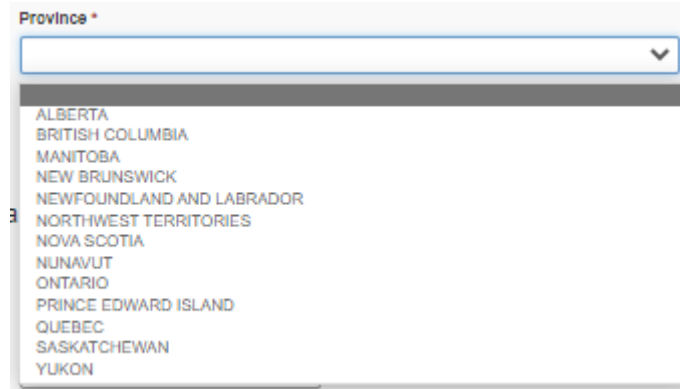 Province *
ALBERTA
BRITISH COLUMBIA
MANITOBA
NEW BRUNSWICK
NEWFOUNDLAND AND LABRADOR
NORTHWEST TERRITORIES
NOVA SCOTIA
NUNAVUT
ONTARIO
PRINCE EDWARD ISLAND
QUEBEC
SASKATCHEWAN
YUKON